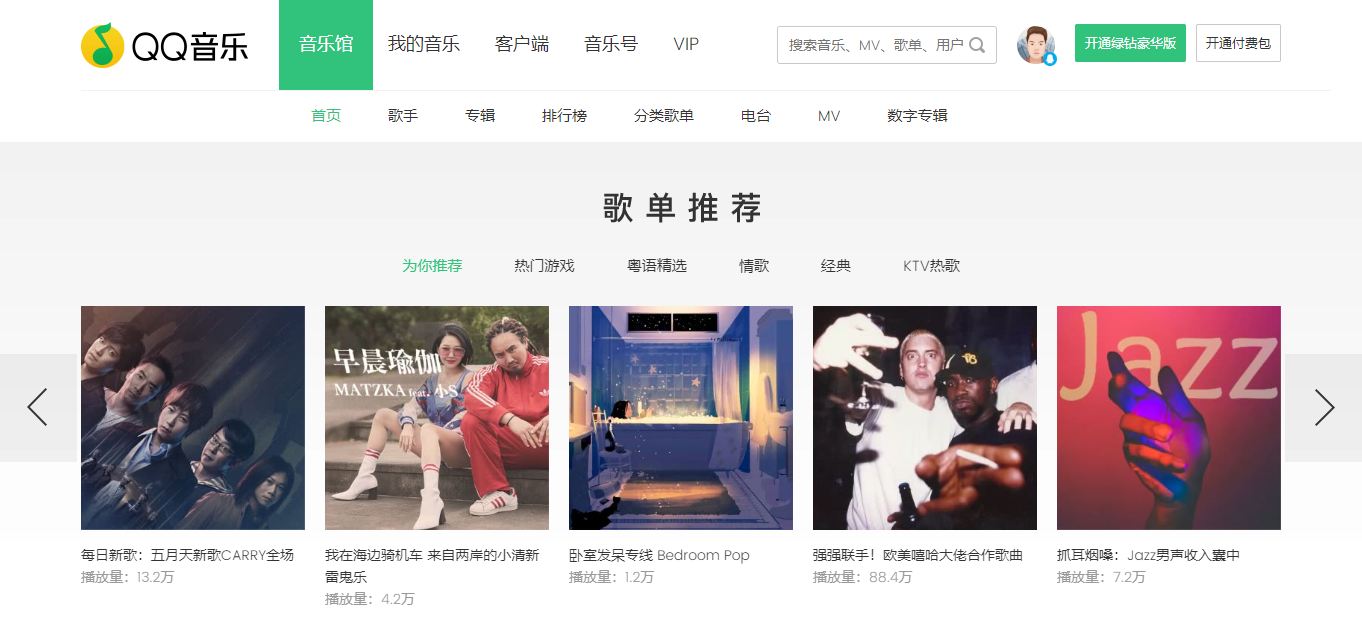 QQ音乐
音乐馆 我的音乐 客户端 音乐号 VIP
搜索音乐、MV、歌单、用户
开通绿钻豪华版 开通付费包
首页 歌手 专辑 排行榜 分类歌单 电台 MV 数字专辑
歌单推荐
为你推荐 热门游戏 粤语精选 情歌 经典 KTV热歌
早晨瑜伽
MATZKA feat. 小S
Jazz
每日新歌：五月天新歌CARRY全场
播放量：13.2万
我在海边骑机车 来自两岸的小清新
雷鬼乐
播放量：4.2万
卧室发呆专线 Bedroom Pop
播放量：1.2万
强强联手！欧美嘻哈大佬合作歌曲
播放量：88.4万
抓耳烟嗓：Jazz男声收入囊中
播放量：7.2万